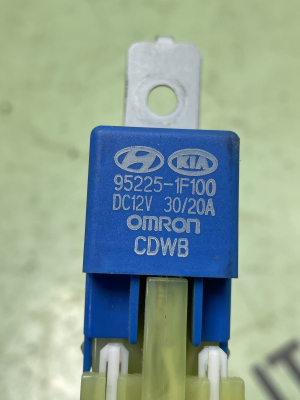 KIA
95225-1F100
DC12V 30/20A
OMRON
CDWB